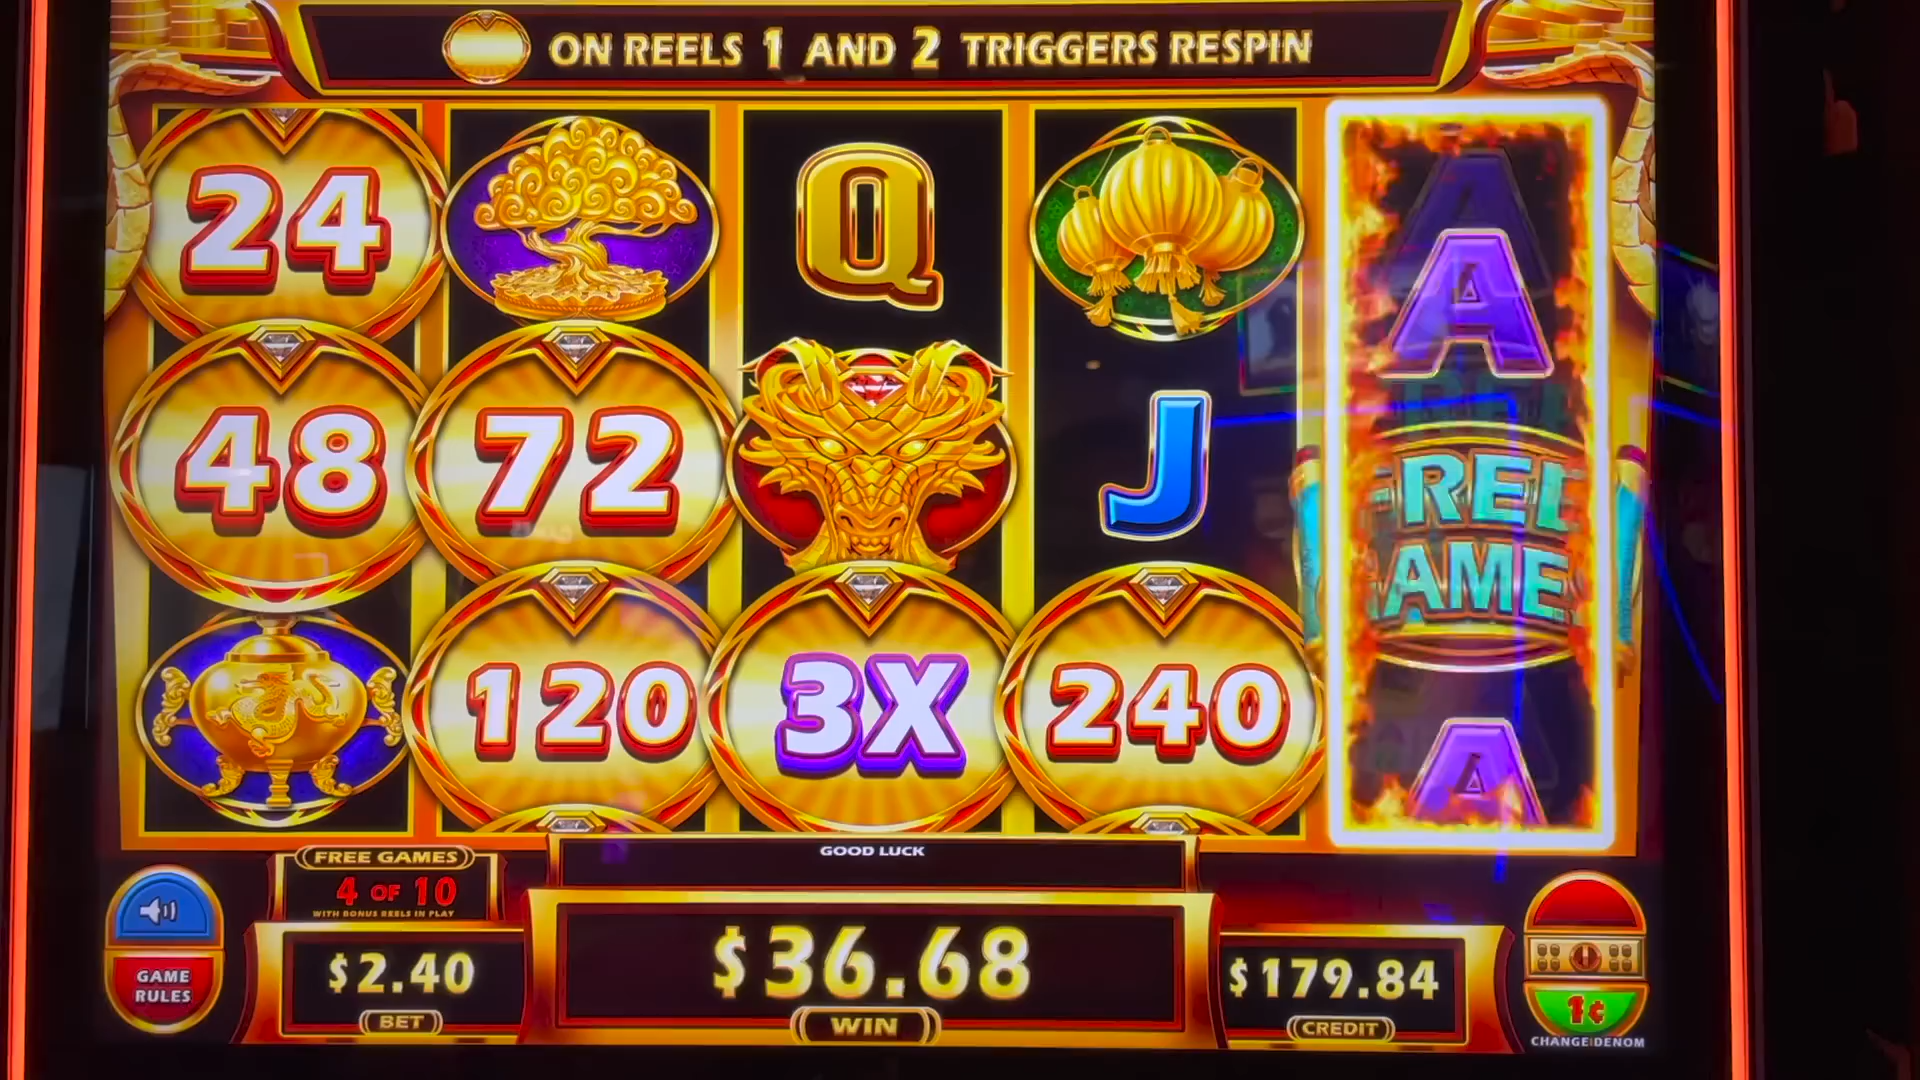 ON REELS 1 AND 2 TRIGGERS RESPIN
24
Q
A
48
72
J
FREE
GAMES
120
3X
240
A
GOOD LUCK
FREE GAMES
4 OF 10
WITH BONUS REELS IN PLAY
GAME
RULES
$2.40
BET
$36.68
WIN
$179.84
CREDIT
1¢
CHANGE DENOM